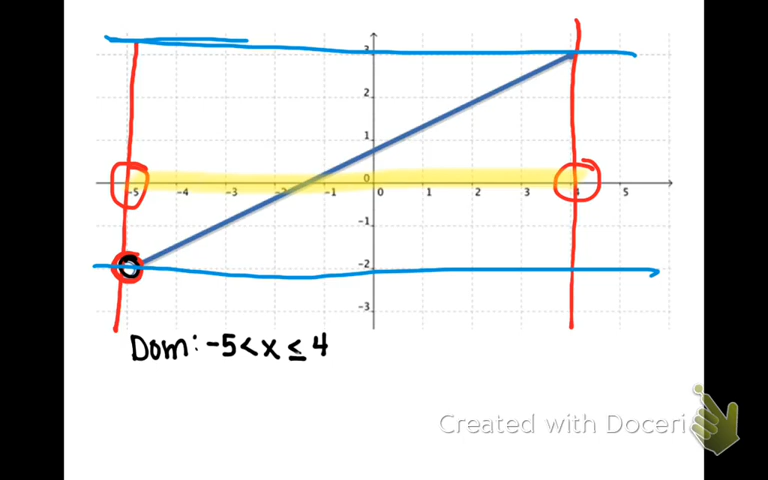 3
2
1
-5 -4 -3 -2 -1 0 0 1 2 3 4 5
-1
-2
-3
Dom: -5 < x ≤ 4
Created with Doceri